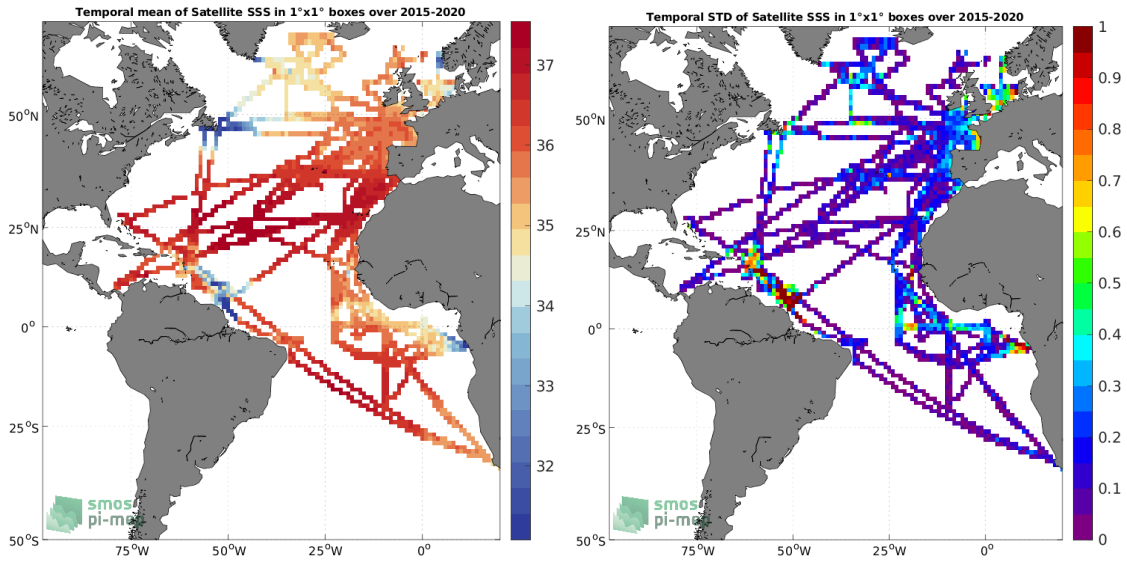 Temporal mean of Satellite SSS in 1°x1° boxes over 2015-2020
50°N
25°N
0°
25°S
50°S
75°W
50°W
25°W
0°
37
36
35
34
33
32
smos
pi-mep
Temporal STD of Satellite SSS in 1°x1° boxes over 2015-2020
50°N
25°N
0°
25°S
50°S
75°W
50°W
25°W
0°
1
0.9
0.8
0.7
0.6
0.5
0.4
0.3
0.2
0.1
0
smos
pi-mep